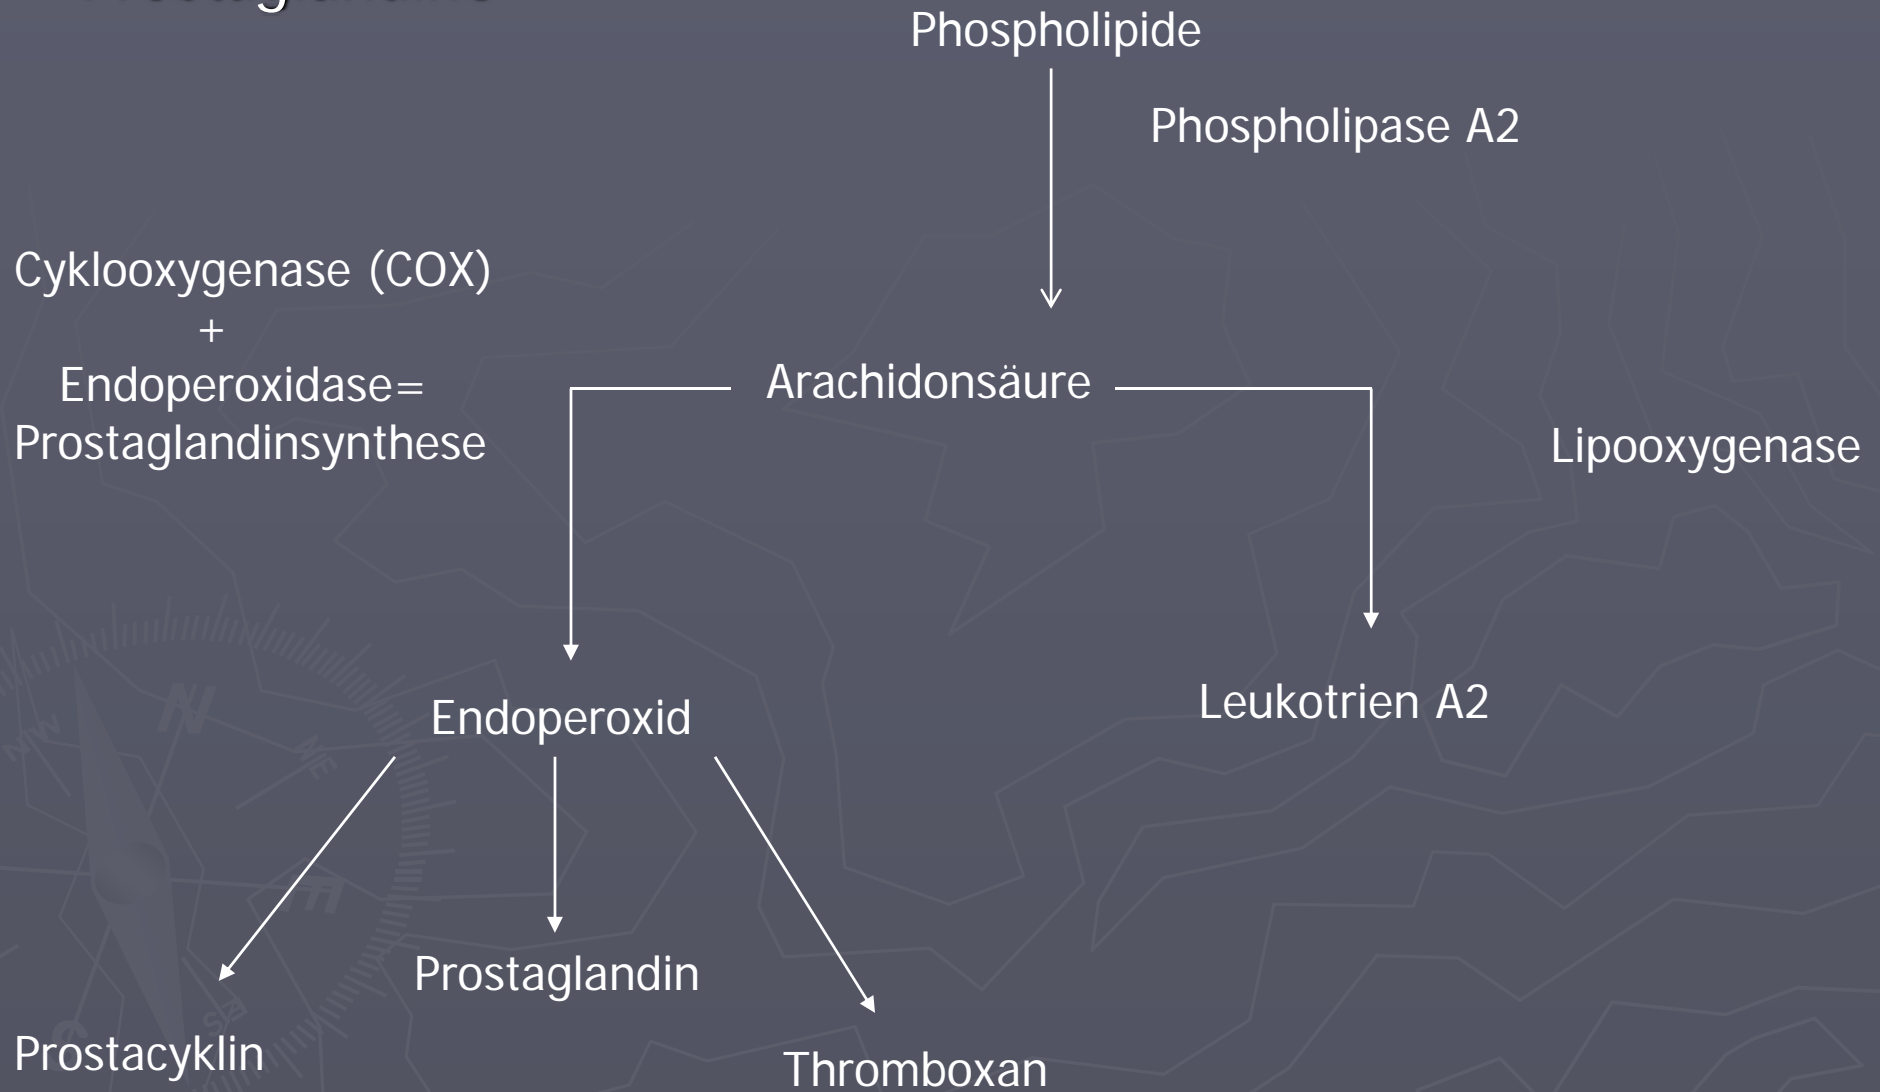 Phospholipide
Phospholipase A2
Cyklooxygenase (COX)
+
Endoperoxidase=
Prostaglandinsynthese
Arachidonsäure
Lipooxygenase
Endoperoxid
Leukotrien A2
Prostaglandin
Prostacyklin
Thromboxan